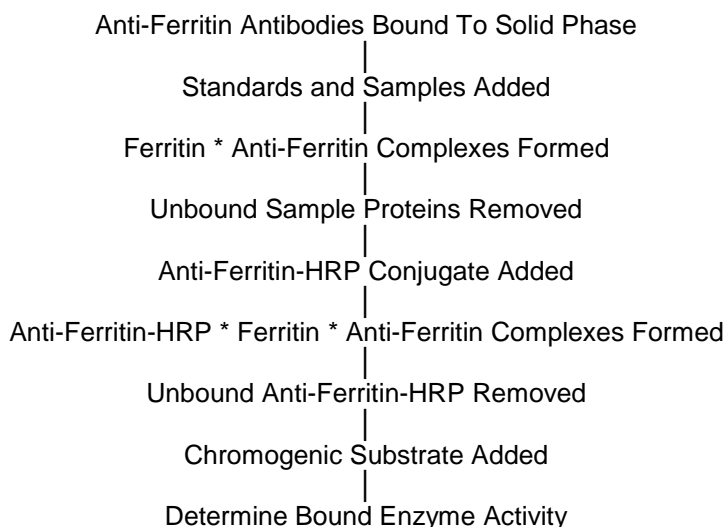 Anti-Ferritin Antibodies Bound To Solid Phase
Standards and Samples Added
Ferritin * Anti-Ferritin Complexes Formed
Unbound Sample Proteins Removed
Anti-Ferritin-HRP Conjugate Added
Anti-Ferritin-HRP * Ferritin * Anti-Ferritin Complexes Formed
Unbound Anti-Ferritin-HRP Removed
Chromogenic Substrate Added
Determine Bound Enzyme Activity